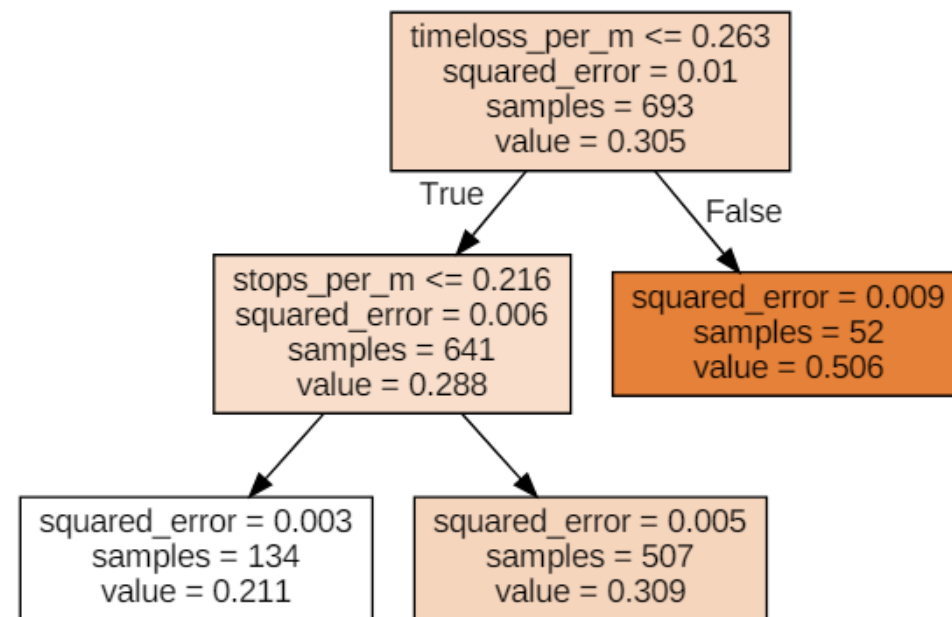 timeloss_per_m <= 0.263
squared_error = 0.01
samples = 693
value = 0.305
True
False
stops_per_m <= 0.216
squared_error = 0.006
samples = 641
value = 0.288
squared_error = 0.009
samples = 52
value = 0.506
squared_error = 0.003
samples = 134
value = 0.211
squared_error = 0.005
samples = 507
value = 0.309